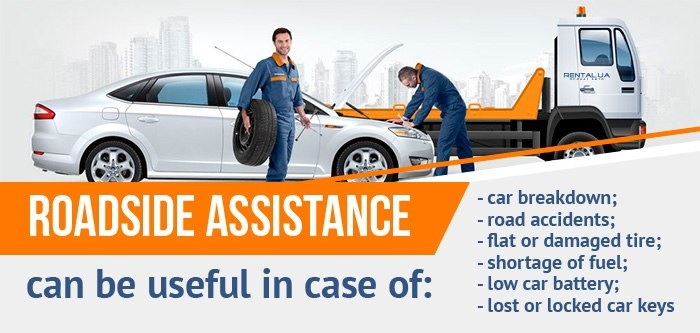 RENTAL.UA
ROADSIDE ASSISTANCE
can be useful in case of:
- car breakdown;
- road accidents;
- flat or damaged tire;
- shortage of fuel;
- low car battery;
- lost or locked car keys